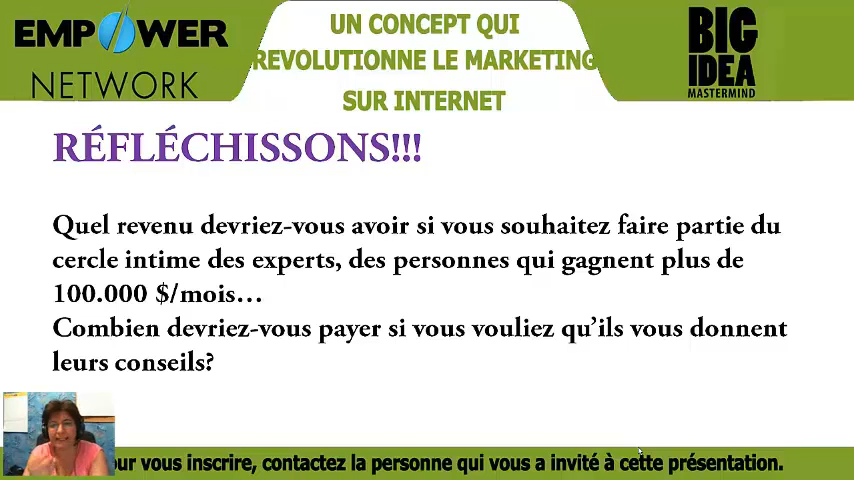 EMPOWER
NETWORK
UN CONCEPT QUI
REVOLUTIONNE LE MARKETING
SUR INTERNET
BIG
IDEA
MASTERMIND
RÉFLÉCHISSONS!!!
Quel revenu devriez-vous avoir si vous souhaitez faire partie du
cercle intime des experts, des personnes qui gagnent plus de
100.000 $/mois…
Combien devriez-vous payer si vous vouliez qu’ils vous donnent
leurs conseils?
our vous inscrire, contactez la personne qui vous a invité à cette présentation.